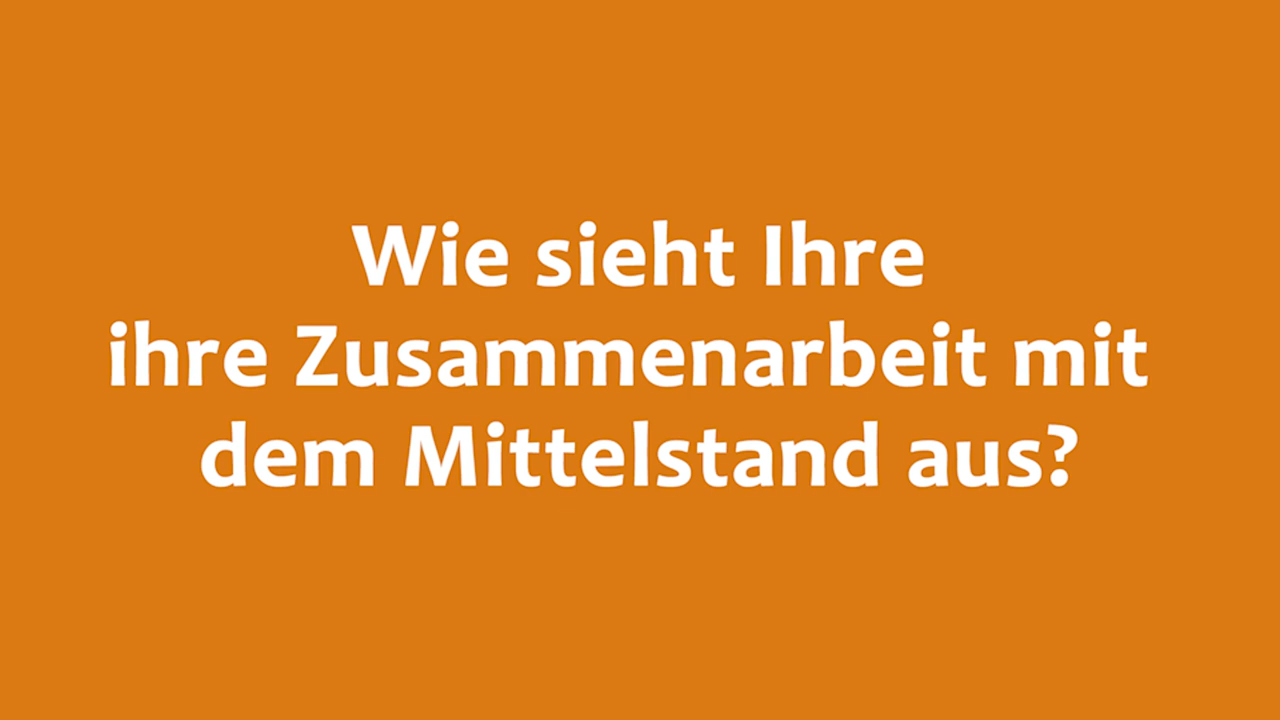 Wie sieht Ihre
ihre Zusammenarbeit mit
dem Mittelstand aus?